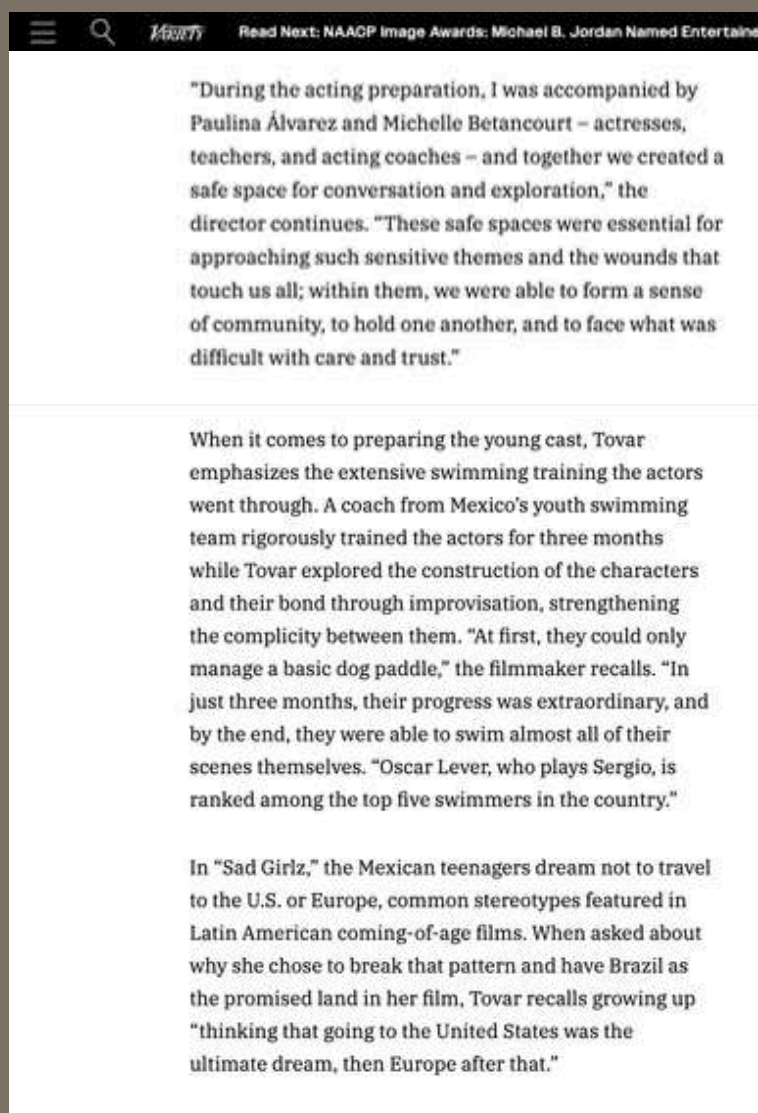 VARIETY Read Next: NAACP Image Awards: Michael B. Jordan Named Entertaine
"During the acting preparation, I was accompanied by
Paulina Álvarez and Michelle Betancourt – actresses,
teachers, and acting coaches – and together we created a
safe space for conversation and exploration," the
director continues. "These safe spaces were essential for
approaching such sensitive themes and the wounds that
touch us all; within them, we were able to form a sense
of community, to hold one another, and to face what was
difficult with care and trust."
When it comes to preparing the young cast, Tovar
emphasizes the extensive swimming training the actors
went through. A coach from Mexico's youth swimming
team rigorously trained the actors for three months
while Tovar explored the construction of the characters
and their bond through improvisation, strengthening
the complicity between them. "At first, they could only
manage a basic dog paddle," the filmmaker recalls. "In
just three months, their progress was extraordinary, and
by the end, they were able to swim almost all of their
scenes themselves. "Oscar Lever, who plays Sergio, is
ranked among the top five swimmers in the country."
In "Sad Girlz," the Mexican teenagers dream not to travel
to the U.S. or Europe, common stereotypes featured in
Latin American coming-of-age films. When asked about
why she chose to break that pattern and have Brazil as
the promised land in her film, Tovar recalls growing up
"thinking that going to the United States was the
ultimate dream, then Europe after that."